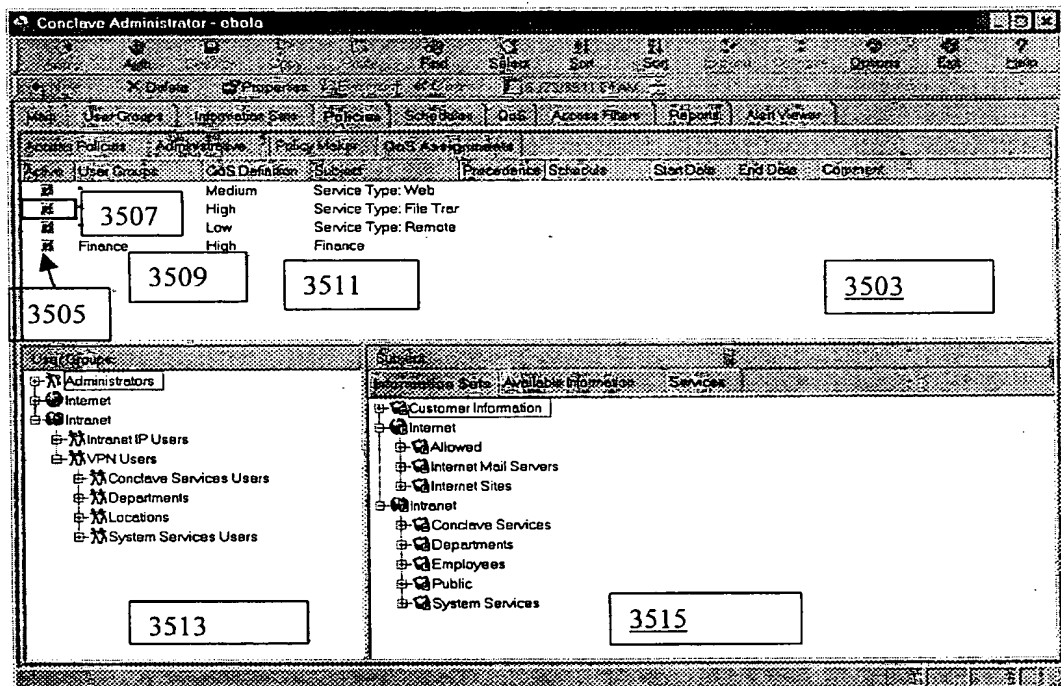 Conclave Administrator - ebola
Find Select Sort Options Exit Help
Delete Properties
Main User Groups Information Sets Policies Schedules QoS Access Filters Reports Alert Viewer
Access Policies Administrative Policy Maker QoS Assignments
Active User Groups QoS Definition Subject Precedence Schedule Start Date End Date Comment
Medium Service Type: Web
High Service Type: File Trar
Low Service Type: Remote
Finance High Finance
3507
3509
3511
3503
3505
User Groups
Administrators
Internet
Intranet
Intranet IP Users
VPN Users
Conclave Services Users
Departments
Locations
System Services Users
3513
Subject
Information Sets Available Information Services
Customer Information
Internet
Allowed
Internet Mail Servers
Internet Sites
Intranet
Conclave Services
Departments
Employees
Public
System Services
3515